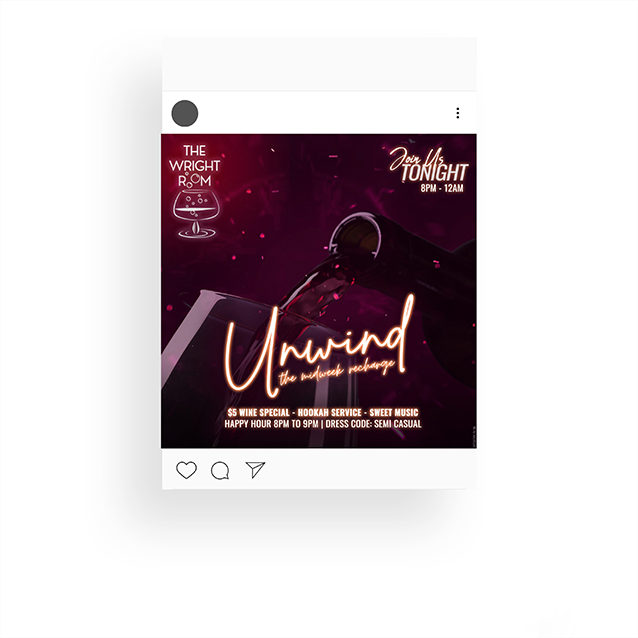 THE
WRIGHT
ROOM
Join Us
TONIGHT
8PM - 12AM
Unwind
the midweek recharge
$5 WINE SPECIAL - HOOKAH SERVICE - SWEET MUSIC
HAPPY HOUR 8PM TO 9PM | DRESS CODE: SEMI CASUAL